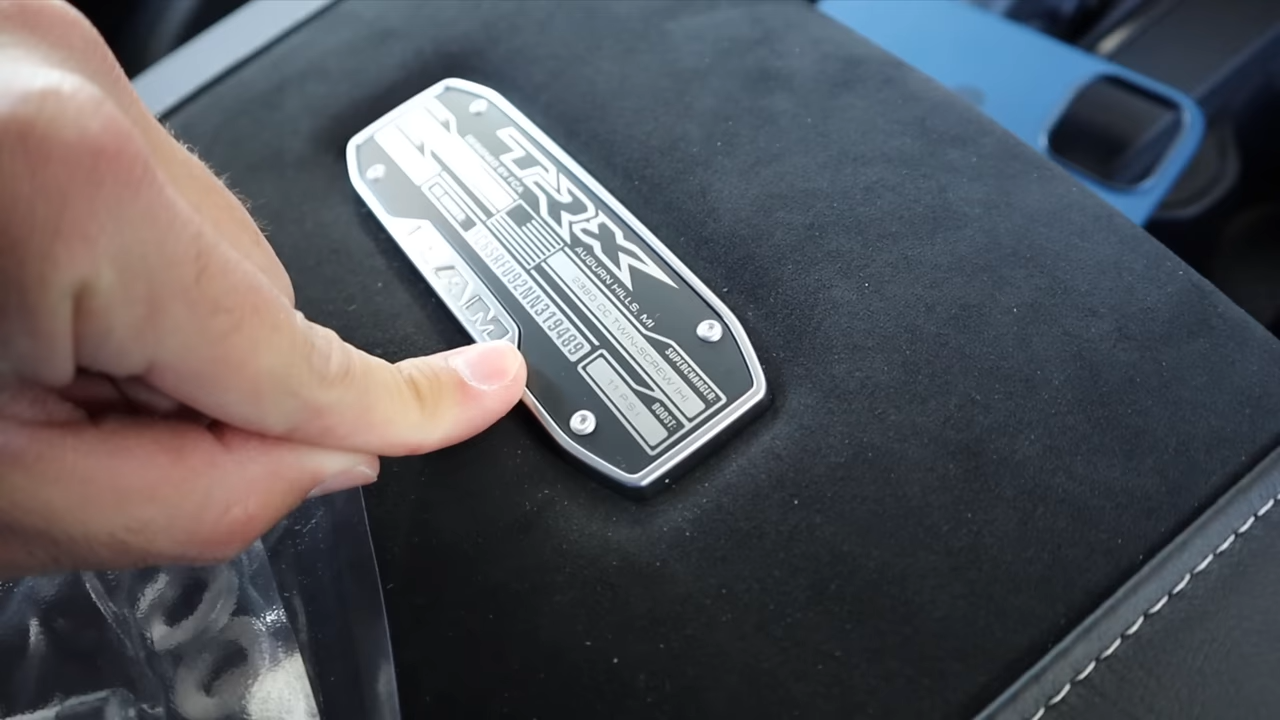 TRX
DESIGNED BY FCA
AUBURN HILLS, MI
SUPERCHARGER:
2380 CC TWIN-SCREW IHI
BOOST:
11 PSI
1C6SRFU92NN319489
RAM